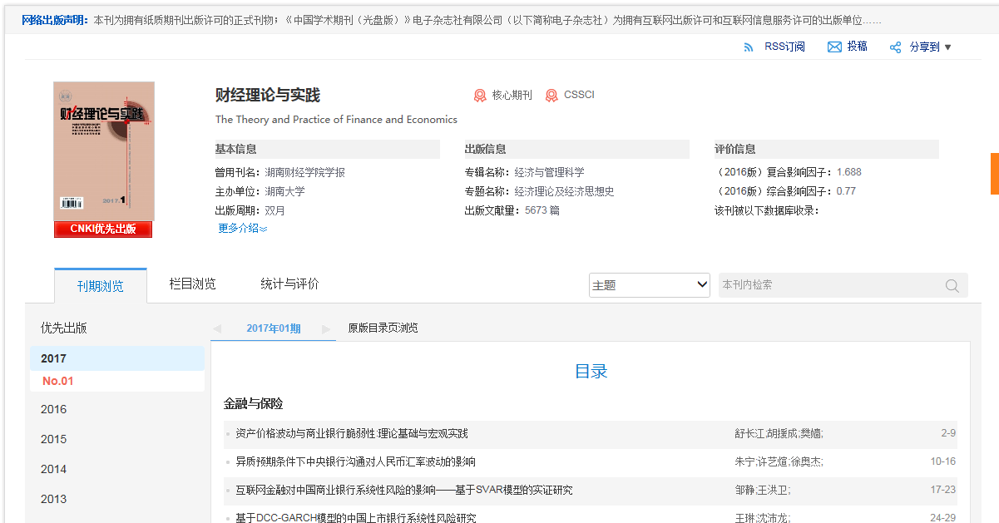 网络出版声明：本刊为拥有纸质期刊出版许可的正式刊物；《中国学术期刊（光盘版）》电子杂志社有限公司（以下简称电子杂志社）为拥有互联网出版许可和互联网信息服务许可的出版单位……
RSS订阅 投稿 分享到 ▼
财经理论与实践
2017.1
CNKI优先出版
财经理论与实践 核心期刊 CSSCI
The Theory and Practice of Finance and Economics
基本信息 出版信息 评价信息
曾用刊名：湖南财经学院学报 专辑名称：经济与管理科学 （2016版）复合影响因子：1.688
主办单位：湖南大学 专题名称：经济理论及经济思想史 （2016版）综合影响因子：0.77
出版周期：双月 出版文献量：5673 篇 该刊被以下数据库收录：
更多介绍
刊期浏览 栏目浏览 统计与评价 主题 本刊内检索
优先出版 2017年01期 原版目录页浏览
2017
No.01
2016
2015
2014
2013
目录
金融与保险
资产价格波动与商业银行脆弱性:理论基础与宏观实践 舒长江;胡援成;樊嫱; 2-9
异质预期条件下中央银行沟通对人民币汇率波动的影响 朱宁;许艺煊;徐奥杰; 10-16
互联网金融对中国商业银行系统性风险的影响——基于SVAR模型的实证研究 邹静;王洪卫; 17-23
基于DCC-GARCH模型的中国上市银行系统性风险研究 王琳;沈沛龙; 24-29